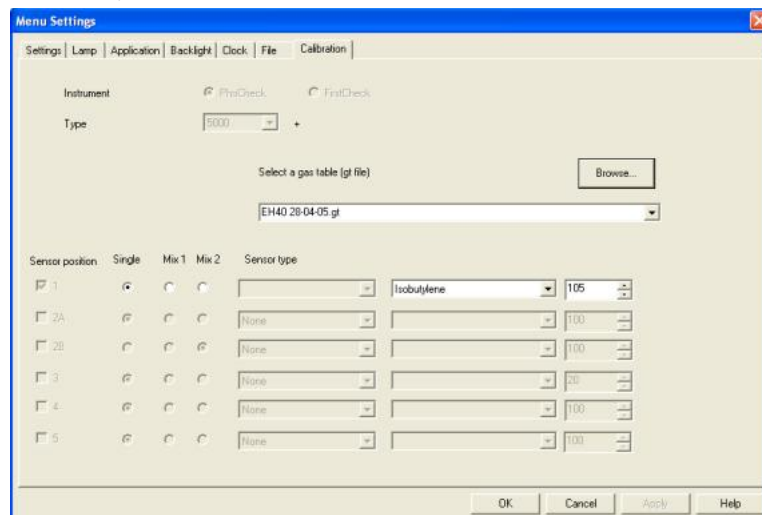 Menu Settings
Settings Lamp Application Backlight Clock File Calibration
Instrument PhoCheck FirstCheck
Type 5000 +
Select a gas table (gt file) Browse...
EH40 28-04-05.gt
Sensor position Single Mix 1 Mix 2 Sensor type
1 Isobutylene 105
2A None 100
2B None 100
3 None 20
4 None 100
5 None 100
OK Cancel Apply Help